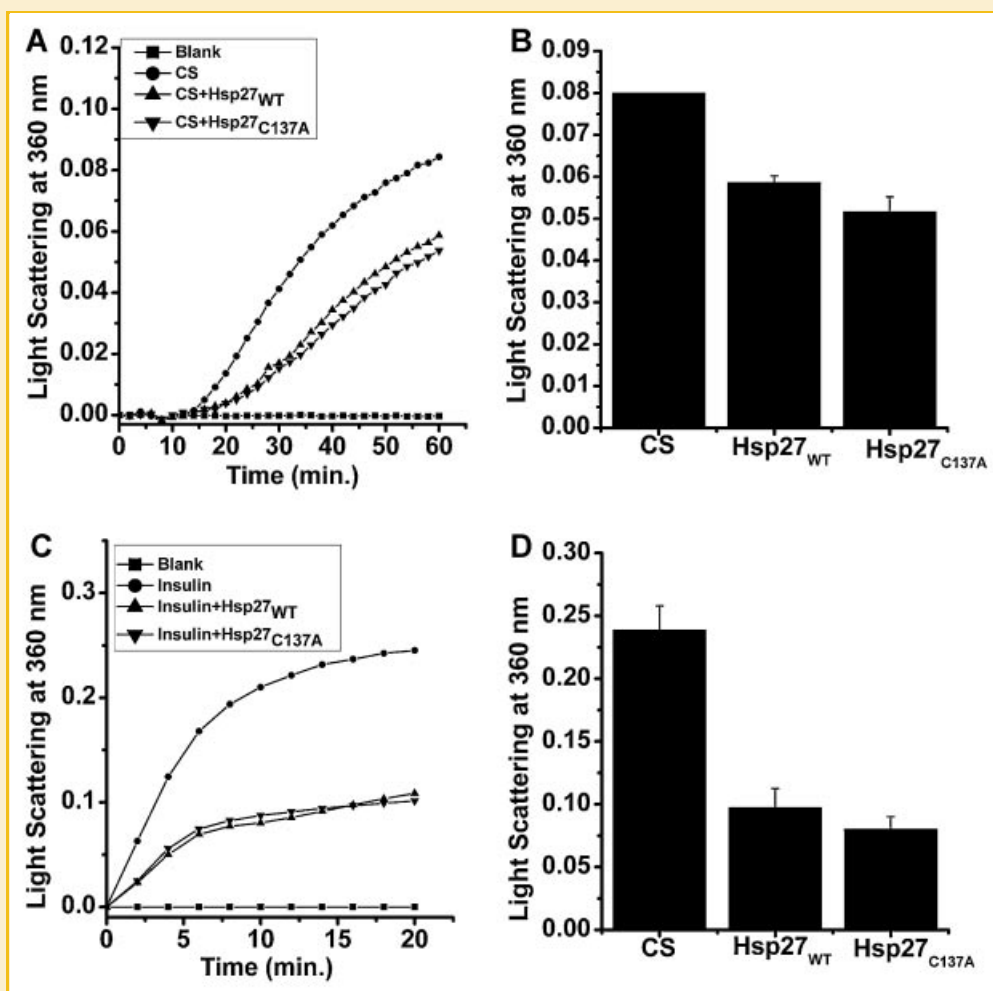 A
0.12
0.10
0.08
0.06
0.04
0.02
0.00
Light Scattering at 360 nm
Blank
CS
CS+Hsp27WT
CS+Hsp27C137A
0 10 20 30 40 50 60
Time (min.)
B
0.09
0.08
0.07
0.06
0.05
0.04
0.03
0.02
0.01
0.00
Light Scattering at 360 nm
CS Hsp27WT Hsp27C137A
C
0.3
0.2
0.1
0.0
Light Scattering at 360 nm
Blank
Insulin
Insulin+Hsp27WT
Insulin+Hsp27C137A
0 5 10 15 20
Time (min.)
D
0.30
0.25
0.20
0.15
0.10
0.05
0.00
Light Scattering at 360 nm
CS Hsp27WT Hsp27C137A